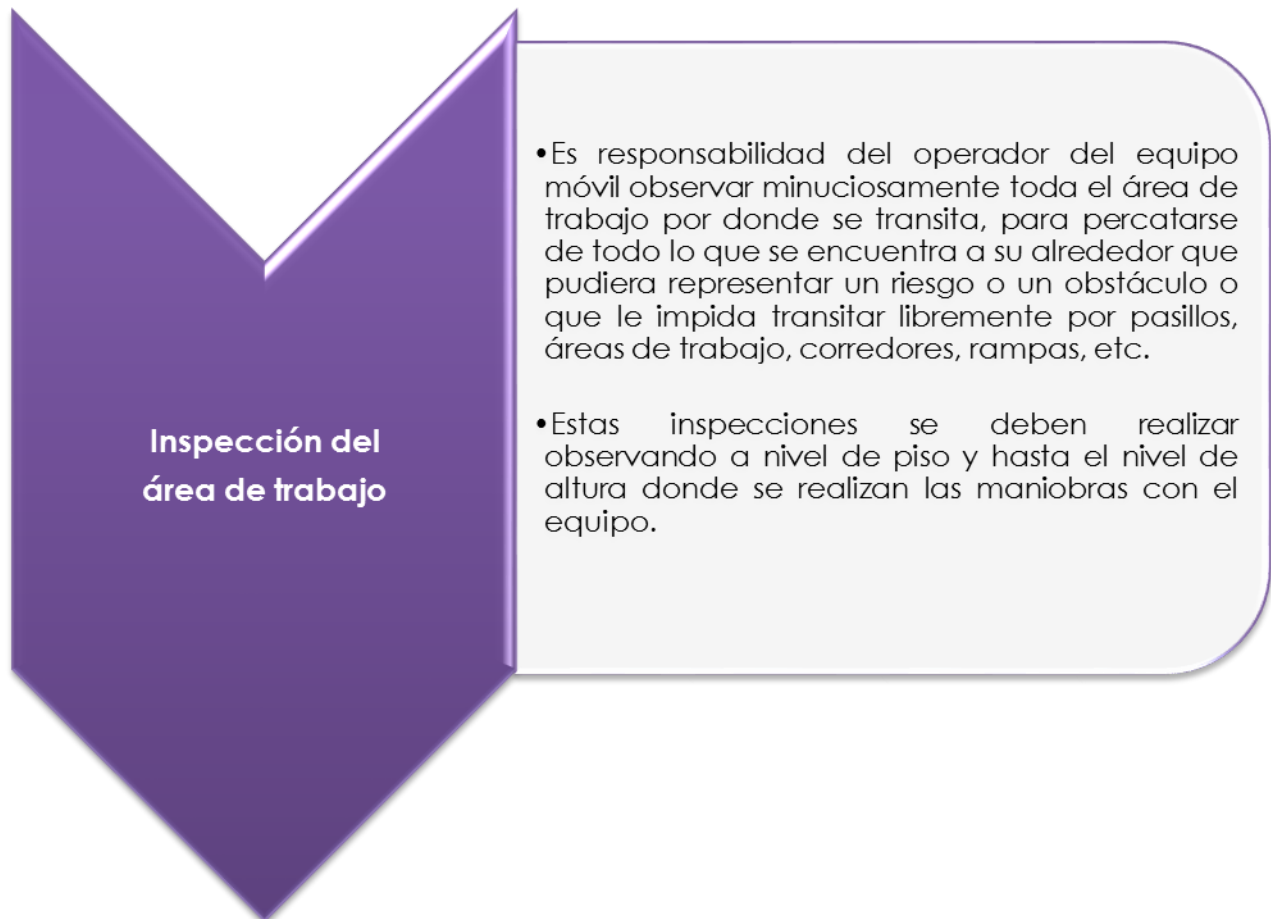 Inspección del
área de trabajo
•Es responsabilidad del operador del equipo
móvil observar minuciosamente toda el área de
trabajo por donde se transita, para percatarse
de todo lo que se encuentra a su alrededor que
pudiera representar un riesgo o un obstáculo o
que le impida transitar libremente por pasillos,
áreas de trabajo, corredores, rampas, etc.
•Estas inspecciones se deben realizar
observando a nivel de piso y hasta el nivel de
altura donde se realizan las maniobras con el
equipo.